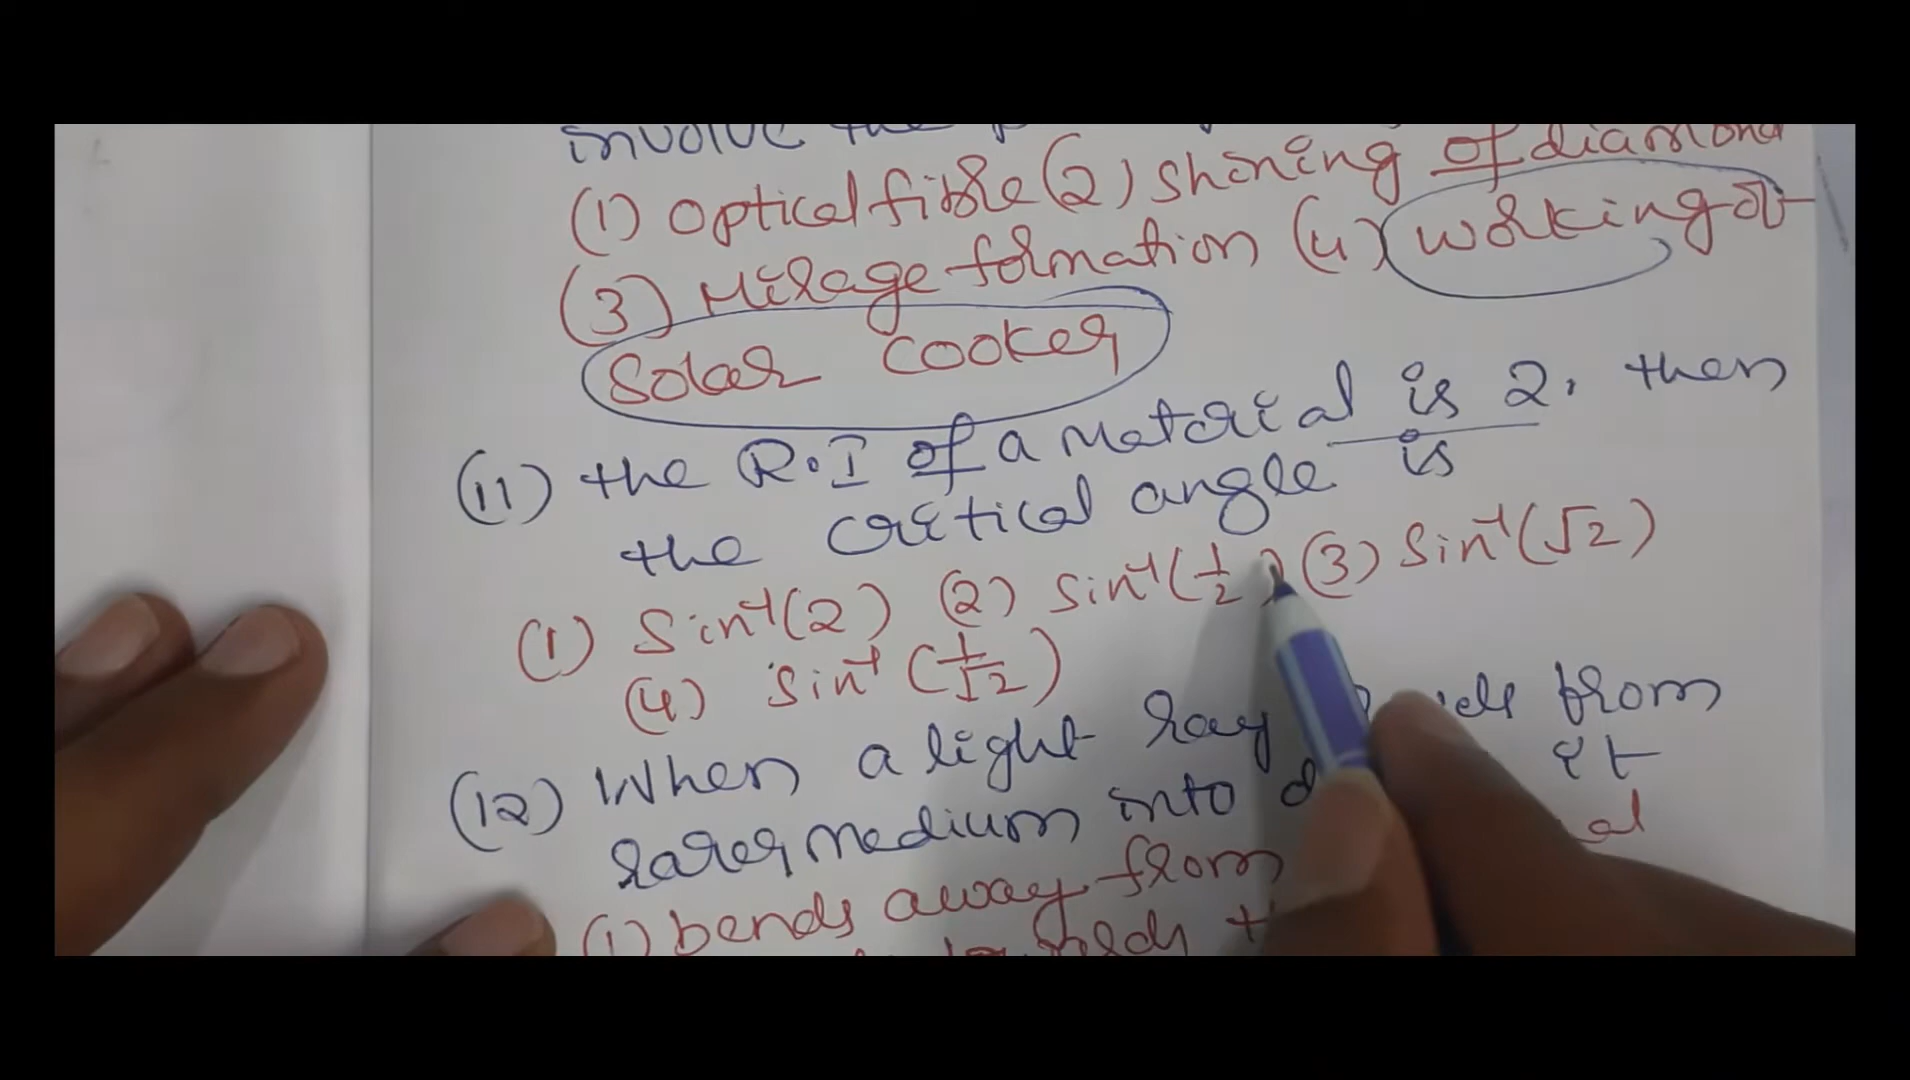 involve the
(1) Optical fibre (2) shining of diamond
(3) Mirage formation (4) working of
Solar cooker
(11) the R.I of a Material is 2. then
the critical angle is
(1) Sin⁻¹(2) (2) Sin⁻¹(1/2) (3) Sin⁻¹(√2)
(4) Sin⁻¹(1/√2)
(12) When a light ray from
rarer medium into it
(1) bends away from